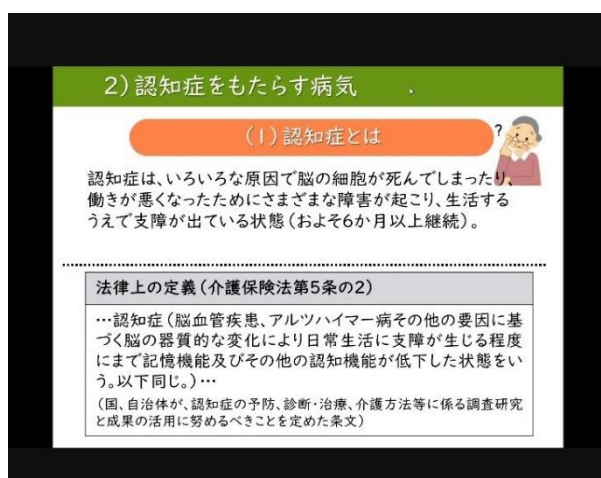 2)認知症をもたらす病気
(1)認知症とは
?
認知症は、いろいろな原因で脳の細胞が死んでしまったり、
働きが悪くなったためにさまざまな障害が起こり、生活する
うえで支障が出ている状態(およそ6か月以上継続)。
法律上の定義(介護保険法第5条の2)
…認知症(脳血管疾患、アルツハイマー病その他の要因に基
づく脳の器質的な変化により日常生活に支障が生じる程度
にまで記憶機能及びその他の認知機能が低下した状態をい
う。以下同じ。)…
(国、自治体が、認知症の予防、診断・治療、介護方法等に係る調査研究
と成果の活用に努めるべきことを定めた条文)